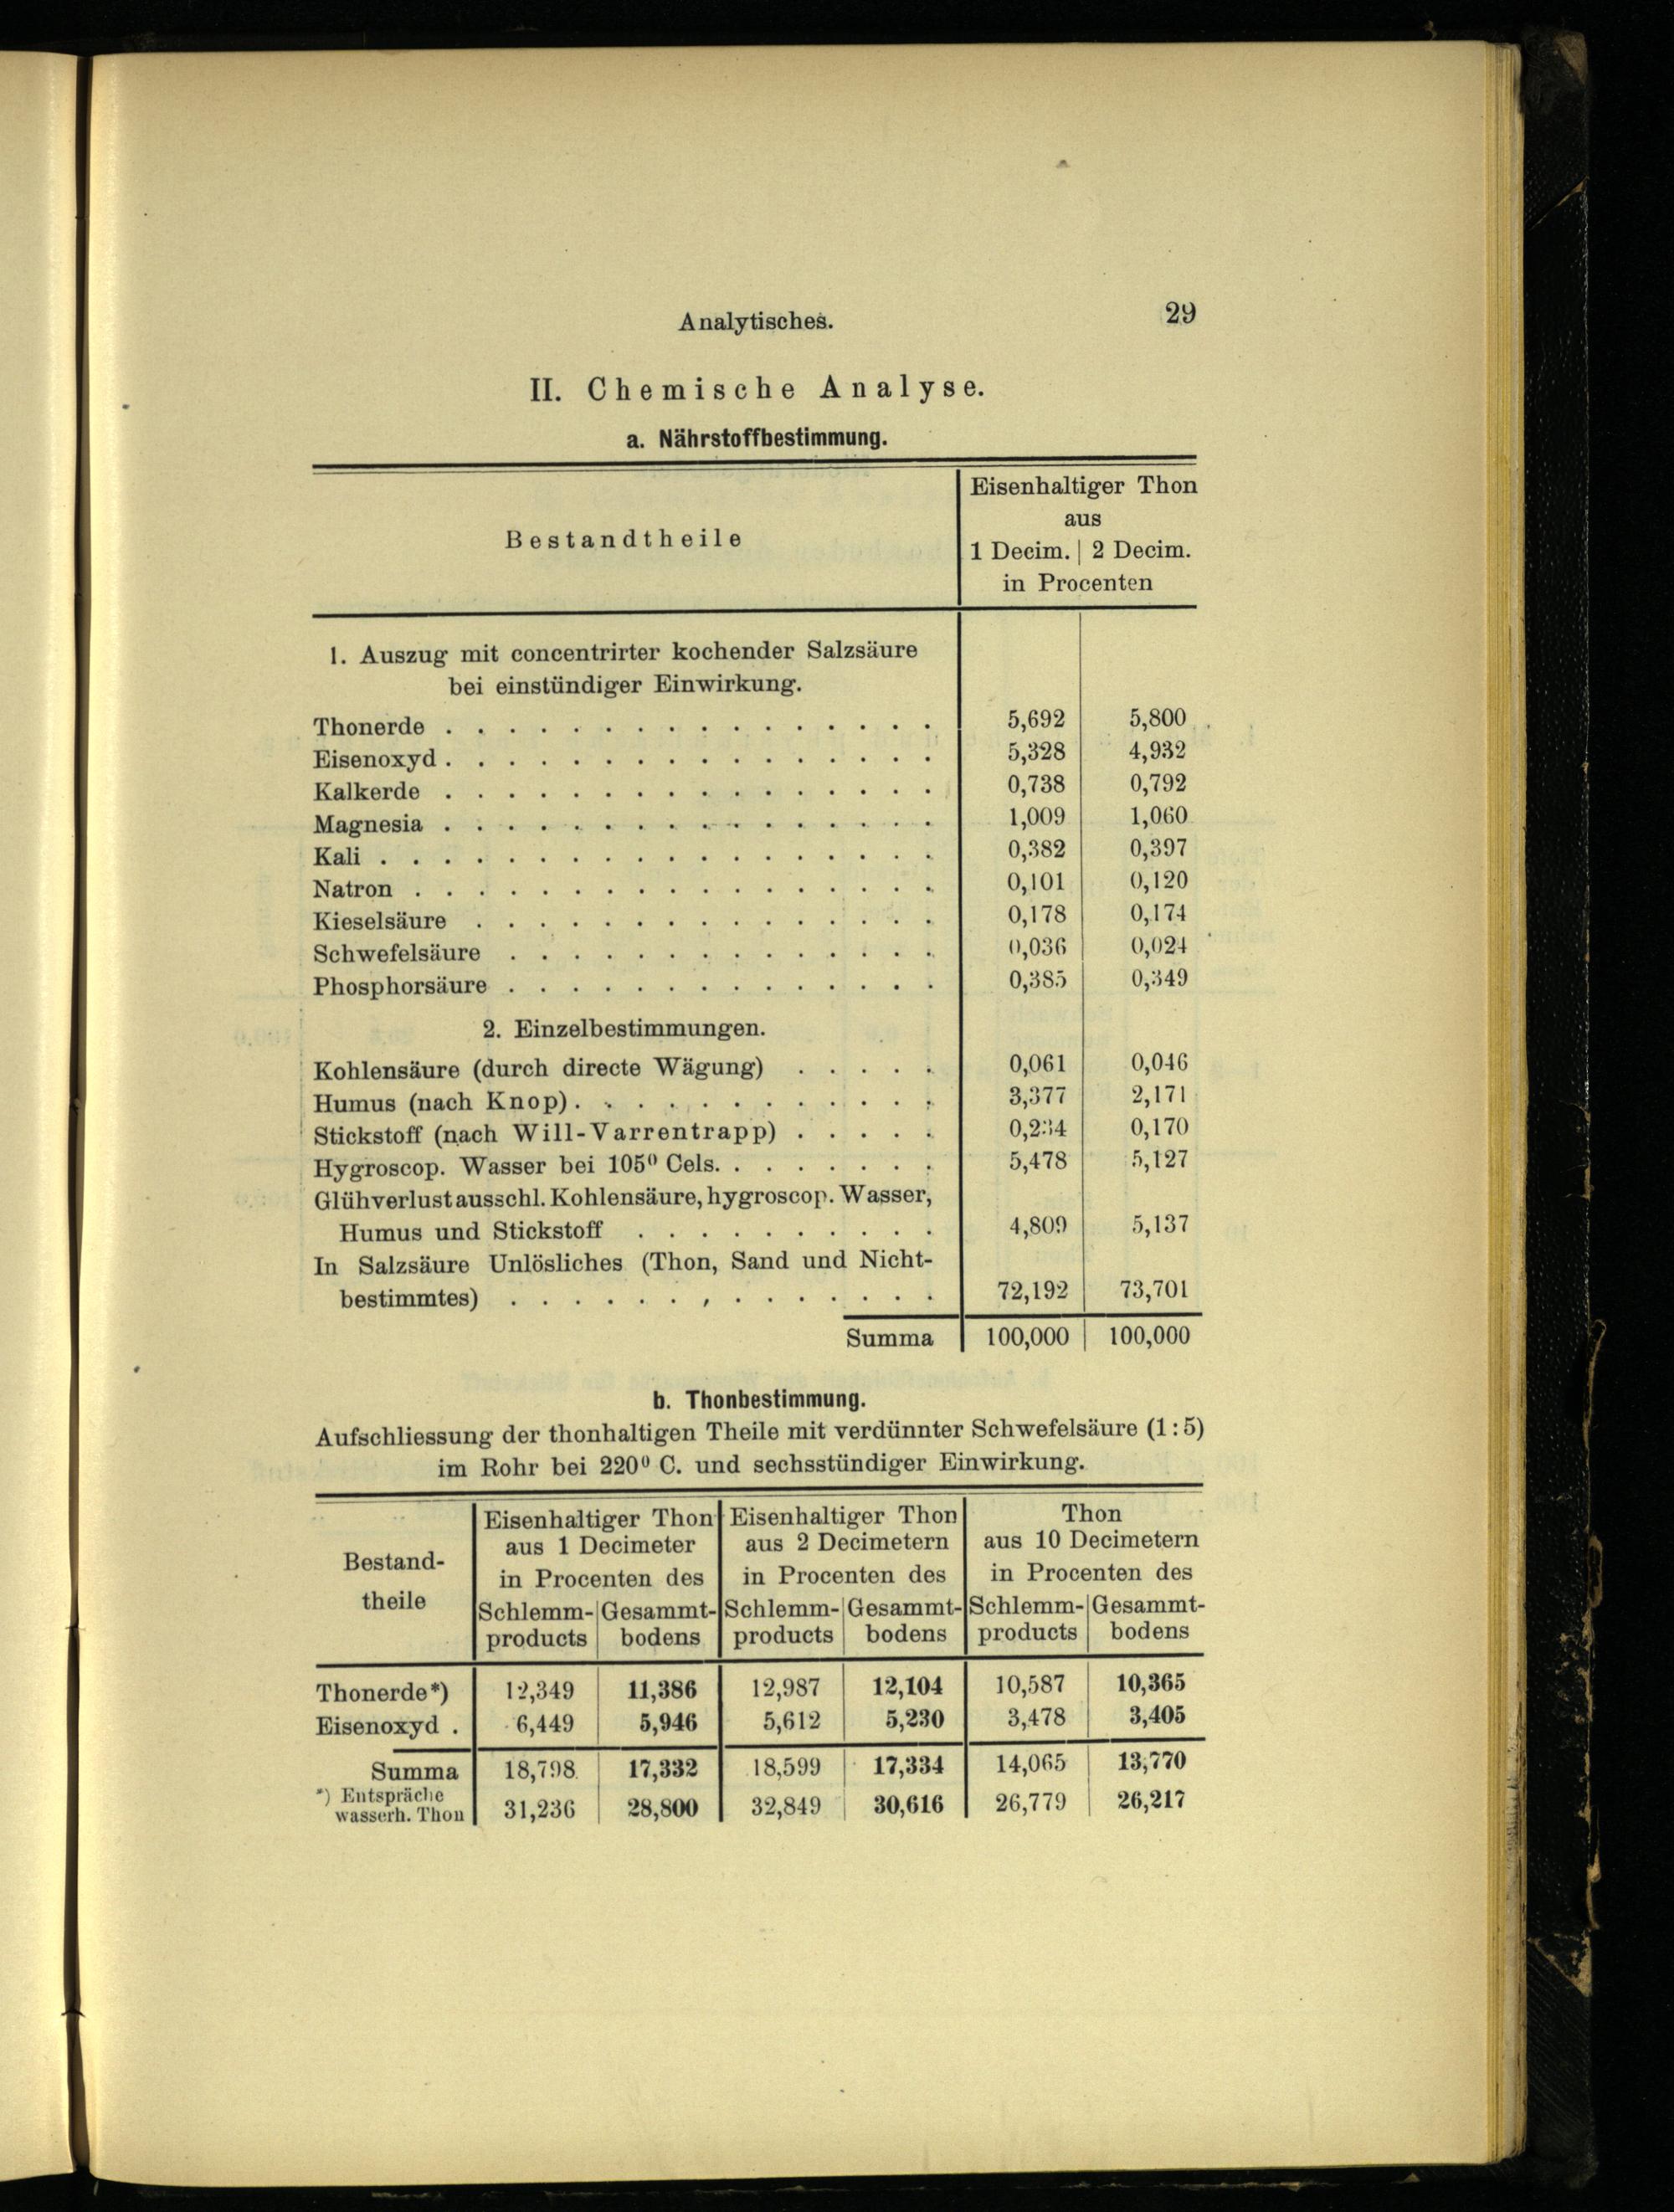 Analytisches.
29
II. Chemische Analyse.
a. Nährstoffbestimmung.
Bestandtheile
Eisenhaltiger Thon
aus
1 Decim. | 2 Decim.
in Procenten
1. Auszug mit concentrirter kochender Salzsäure
bei einstündiger Einwirkung.
Thonerde . . . . . . . . . . . . . . . . 5,692 5,800
Eisenoxyd . . . . . . . . . . . . . . . . 5,328 4,932
Kalkerde . . . . . . . . . . . . . . . . 0,738 0,792
Magnesia . . . . . . . . . . . . . . . . 1,009 1,060
Kali . . . . . . . . . . . . . . . . . . 0,382 0,397
Natron . . . . . . . . . . . . . . . . . 0,101 0,120
Kieselsäure . . . . . . . . . . . . . . . 0,178 0,174
Schwefelsäure . . . . . . . . . . . . . . 0,036 0,024
Phosphorsäure . . . . . . . . . . . . . . 0,385 0,349
2. Einzelbestimmungen.
Kohlensäure (durch directe Wägung) . . . . . 0,061 0,046
Humus (nach Knop) . . . . . . . . . . . . 3,377 2,171
Stickstoff (nach Will-Varrentrapp) . . . . . 0,234 0,170
Hygroscop. Wasser bei 105⁰ Cels. . . . . . . . 5,478 5,127
Glühverlust ausschl. Kohlensäure, hygroscop. Wasser,
Humus und Stickstoff . . . . . . . . . . 4,809 5,137
In Salzsäure Unlösliches (Thon, Sand und Nicht-
bestimmtes) . . . . . . . . . . . . . . 72,192 73,701
Summa 100,000 100,000
b. Thonbestimmung.
Aufschliessung der thonhaltigen Theile mit verdünnter Schwefelsäure (1:5)
im Rohr bei 220⁰ C. und sechsstündiger Einwirkung.
Bestand-
theile
Eisenhaltiger Thon
aus 1 Decimeter
in Procenten des
Schlemm- Gesammt-
products bodens
Eisenhaltiger Thon
aus 2 Decimetern
in Procenten des
Schlemm- Gesammt-
products bodens
Thon
aus 10 Decimetern
in Procenten des
Schlemm- Gesammt-
products bodens
Thonerde*) 12,349 11,386 12,987 12,104 10,587 10,365
Eisenoxyd . 6,449 5,946 5,612 5,230 3,478 3,405
Summa 18,798 17,332 18,599 17,334 14,065 13,770
*) Entspräche
wasserh. Thon 31,236 28,800 32,849 30,616 26,779 26,217